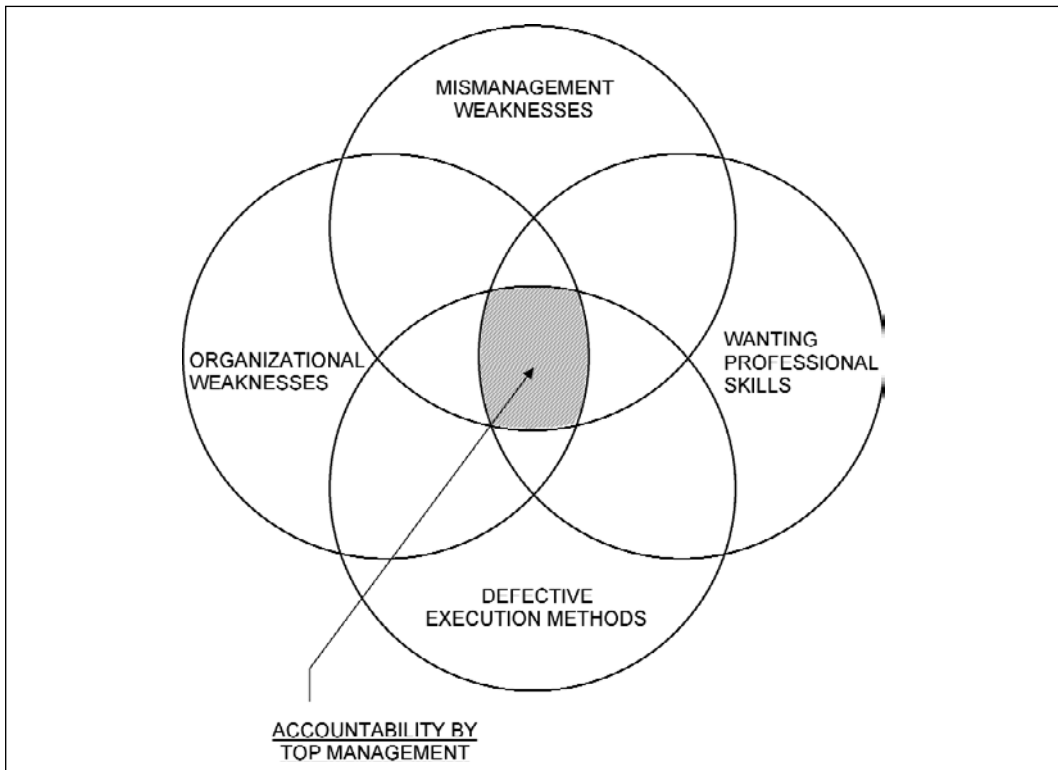 MISMANAGEMENT
WEAKNESSES
ORGANIZATIONAL
WEAKNESSES
WANTING
PROFESSIONAL
SKILLS
DEFECTIVE
EXECUTION METHODS
ACCOUNTABILITY BY
TOP MANAGEMENT